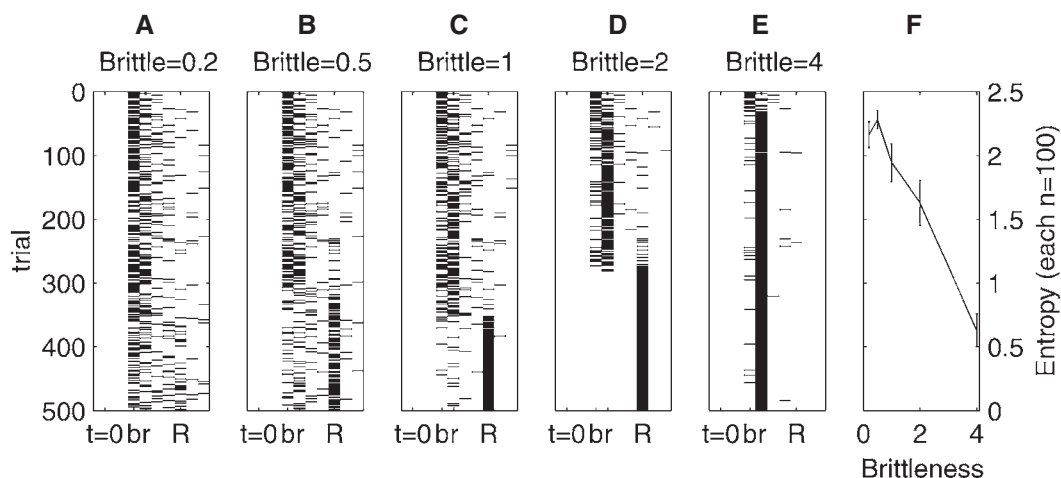 A B C D E F
Brittle=0.2 Brittle=0.5 Brittle=1 Brittle=2 Brittle=4
trial
0
100
200
300
400
500
t=0 br R t=0 br R t=0 br R t=0 br R t=0 br R
2.5
2
1.5
1
0.5
0
Entropy (each n=100)
0 2 4
Brittleness